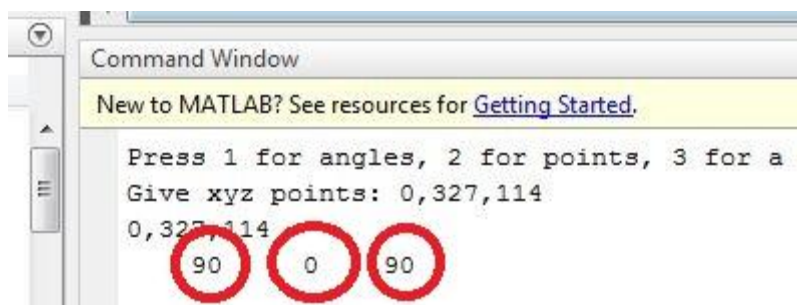 Command Window
New to MATLAB? See resources for Getting Started.
Press 1 for angles, 2 for points, 3 for a
Give xyz points: 0,327,114
0,327,114
90 0 90